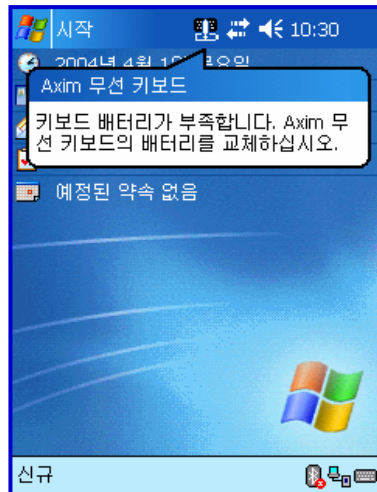 시작 10:30
2004년 4월
Axim 무선 키보드
키보드 배터리가 부족합니다. Axim 무
선 키보드의 배터리를 교체하십시오.
예정된 약속 없음
신규